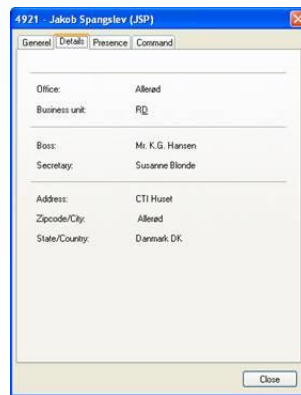 4921 - Jakob Spangslev (JSP)
Generel Details Presence Command
Office: Allerød
Business unit: RD
Boss: Mr. K.G. Hansen
Secretary: Susanne Blonde
Address: CTI Huset
Zipcode/City: Allerød
State/Country: Danmark DK
Close